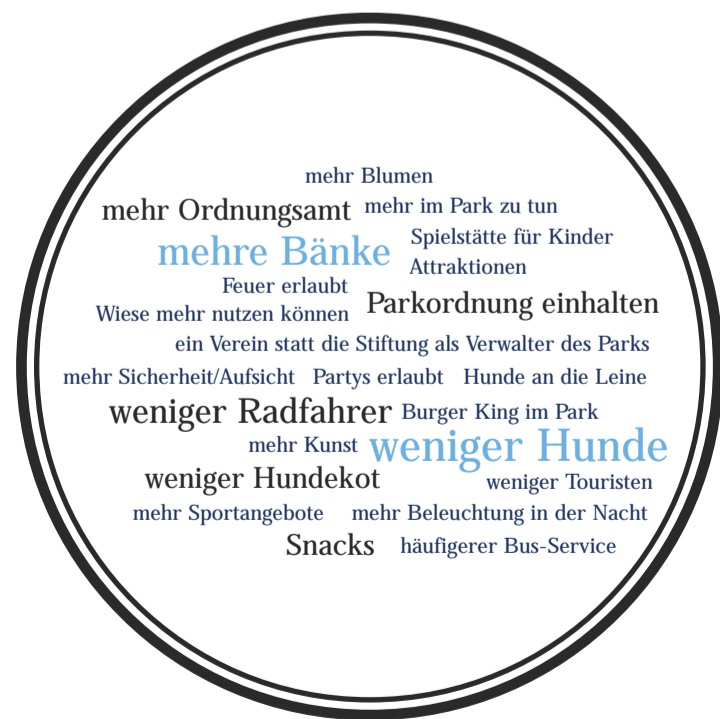 mehr Blumen
mehr Ordnungsamt
mehr im Park zu tun
mehre Bänke
Spielstätte für Kinder
Attraktionen
Feuer erlaubt
Wiese mehr nutzen können
Parkordnung einhalten
ein Verein statt die Stiftung als Verwalter des Parks
mehr Sicherheit/Aufsicht
Partys erlaubt
Hunde an die Leine
weniger Radfahrer
Burger King im Park
mehr Kunst
weniger Hunde
weniger Hundekot
weniger Touristen
mehr Sportangebote
mehr Beleuchtung in der Nacht
Snacks
häufigerer Bus-Service